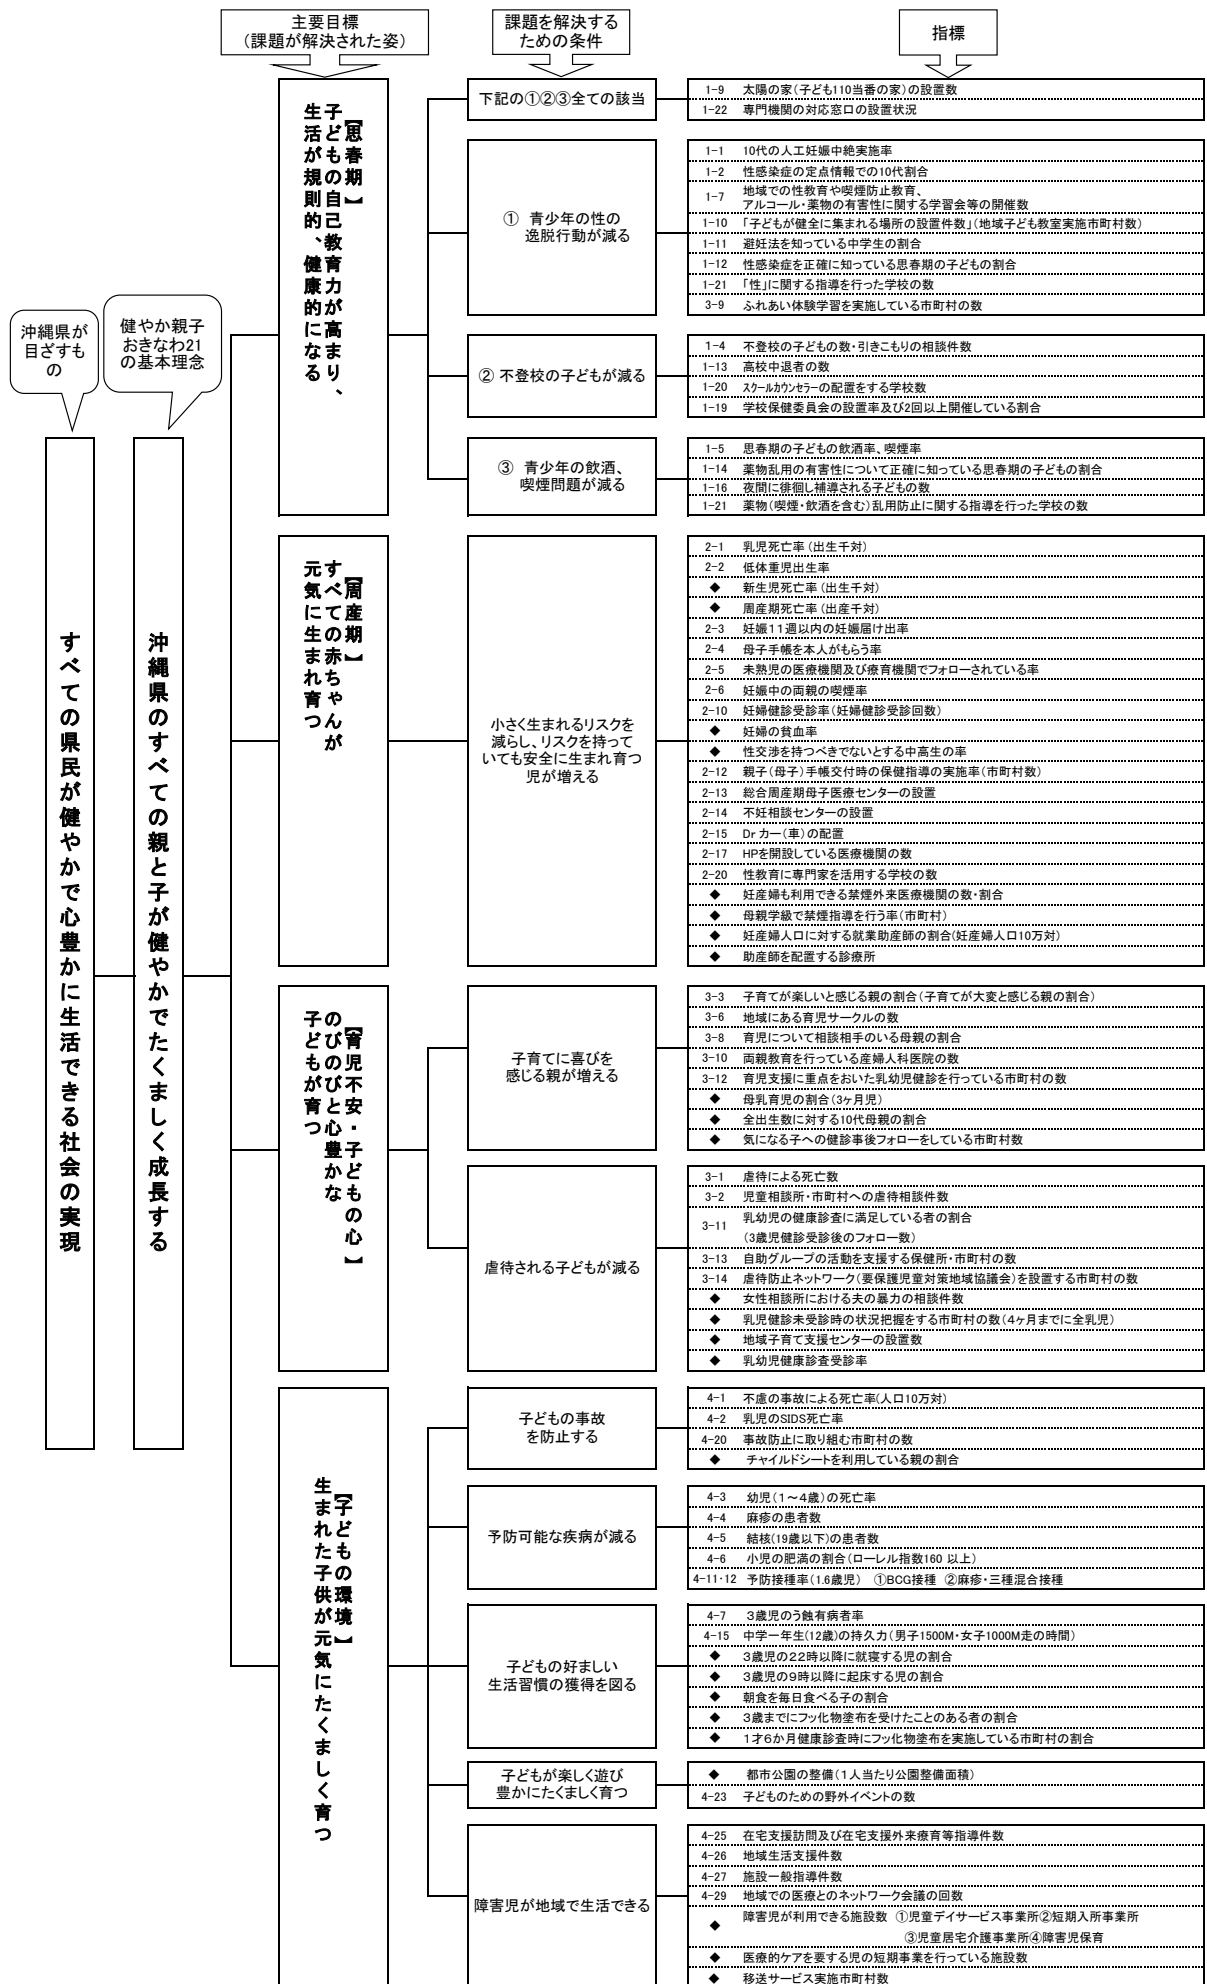 主要目標
(課題が解決された姿)
課題を解決する
ための条件
指標
沖縄県が
目ざすも
の
健やか親子
おきなわ21
の基本理念
すべての県民が健やかで心豊かに生活できる社会の実現
沖縄県のすべての親と子が健やかでたくましく成長する
【思春期】
子どもの自己教育力が高まり、
生活が規則的、健康的になる
下記の①②③全ての該当
1-9 太陽の家(子ども110当番の家)の設置数
1-22 専門機関の対応窓口の設置状況
① 青少年の性の
逸脱行動が減る
1-1 10代の人工妊娠中絶実施率
1-2 性感染症の定点情報での10代割合
1-7 地域での性教育や喫煙防止教育、
アルコール・薬物の有害性に関する学習会等の開催数
1-10 「子どもが健全に集まれる場所の設置件数」(地域子ども教室実施市町村数)
1-11 避妊法を知っている中学生の割合
1-12 性感染症を正確に知っている思春期の子どもの割合
1-21 「性」に関する指導を行った学校の数
3-9 ふれあい体験学習を実施している市町村の数
② 不登校の子どもが減る
1-4 不登校の子どもの数・引きこもりの相談件数
1-13 高校中退者の数
1-20 スクールカウンセラーの配置をする学校数
1-19 学校保健委員会の設置率及び2回以上開催している割合
③ 青少年の飲酒、
喫煙問題が減る
1-5 思春期の子どもの飲酒率、喫煙率
1-14 薬物乱用の有害性について正確に知っている思春期の子どもの割合
1-16 夜間に徘徊し補導される子どもの数
1-21 薬物(喫煙・飲酒を含む)乱用防止に関する指導を行った学校の数
【周産期】
すべての赤ちゃんが
元気に生まれ育つ
小さく生まれるリスクを
減らし、リスクを持って
いても安全に生まれ育つ
児が増える
2-1 乳児死亡率(出生千対)
2-2 低体重児出生率
◆ 新生児死亡率(出生千対)
◆ 周産期死亡率(出産千対)
2-3 妊娠11週以内の妊娠届け出率
2-4 母子手帳を本人がもらう率
2-5 未熟児の医療機関及び療育機関でフォローされている率
2-6 妊娠中の両親の喫煙率
2-10 妊婦健診受診率(妊婦健診受診回数)
◆ 妊婦の貧血率
◆ 性交渉を持つべきでないとする中高生の率
2-12 親子(母子)手帳交付時の保健指導の実施率(市町村数)
2-13 総合周産期母子医療センターの設置
2-14 不妊相談センターの設置
2-15 Dr カー(車)の配置
2-17 HPを開設している医療機関の数
2-20 性教育に専門家を活用する学校の数
◆ 妊産婦も利用できる禁煙外来医療機関の数・割合
◆ 母親学級で禁煙指導を行う率(市町村)
◆ 妊産婦人口に対する就業助産師の割合(妊産婦人口10万対)
◆ 助産師を配置する診療所
【育児不安・子どもの心】
のびのびと心豊かな
子どもが育つ
子育てに喜びを
感じる親が増える
3-3 子育てが楽しいと感じる親の割合(子育てが大変と感じる親の割合)
3-6 地域にある育児サークルの数
3-8 育児について相談相手のいる母親の割合
3-10 両親教育を行っている産婦人科医院の数
3-12 育児支援に重点をおいた乳幼児健診を行っている市町村の数
◆ 母乳育児の割合(3ヶ月児)
◆ 全出生数に対する10代母親の割合
◆ 気になる子への健診事後フォローをしている市町村数
虐待される子どもが減る
3-1 虐待による死亡数
3-2 児童相談所・市町村への虐待相談件数
3-11 乳幼児の健康診査に満足している者の割合
(3歳児健診受診後のフォロー数)
3-13 自助グループの活動を支援する保健所・市町村の数
3-14 虐待防止ネットワーク(要保護児童対策地域協議会)を設置する市町村の数
◆ 女性相談所における夫の暴力の相談件数
◆ 乳児健診未受診時の状況把握をする市町村の数(4ヶ月までに全乳児)
◆ 地域子育て支援センターの設置数
◆ 乳幼児健康診査受診率
【子どもの環境】
生まれた子供が元気にたくましく育つ
子どもの事故
を防止する
4-1 不慮の事故による死亡率(人口10万対)
4-2 乳児のSIDS死亡率
4-20 事故防止に取り組む市町村の数
◆ チャイルドシートを利用している親の割合
予防可能な疾病が減る
4-3 幼児(1~4歳)の死亡率
4-4 麻疹の患者数
4-5 結核(19歳以下)の患者数
4-6 小児の肥満の割合(ローレル指数160 以上)
4-11・12 予防接種率(1.6歳児) ①BCG接種 ②麻疹・三種混合接種
子どもの好ましい
生活習慣の獲得を図る
4-7 3歳児のう蝕有病者率
4-15 中学一年生(12歳)の持久力(男子1500M・女子1000M走の時間)
◆ 3歳児の22時以降に就寝する児の割合
◆ 3歳児の9時以降に起床する児の割合
◆ 朝食を毎日食べる子の割合
◆ 3歳までにフッ化物塗布を受けたことのある者の割合
◆ 1才6か月健康診査時にフッ化物塗布を実施している市町村の割合
子どもが楽しく遊び
豊かにたくましく育つ
◆ 都市公園の整備(1人当たり公園整備面積)
4-23 子どものための野外イベントの数
障害児が地域で生活できる
4-25 在宅支援訪問及び在宅支援外来療育等指導件数
4-26 地域生活支援件数
4-27 施設一般指導件数
4-29 地域での医療とのネットワーク会議の回数
◆ 障害児が利用できる施設数 ①児童デイサービス事業所②短期入所事業所
③児童居宅介護事業所④障害児保育
◆ 医療的ケアを要する児の短期事業を行っている施設数
◆ 移送サービス実施市町村数